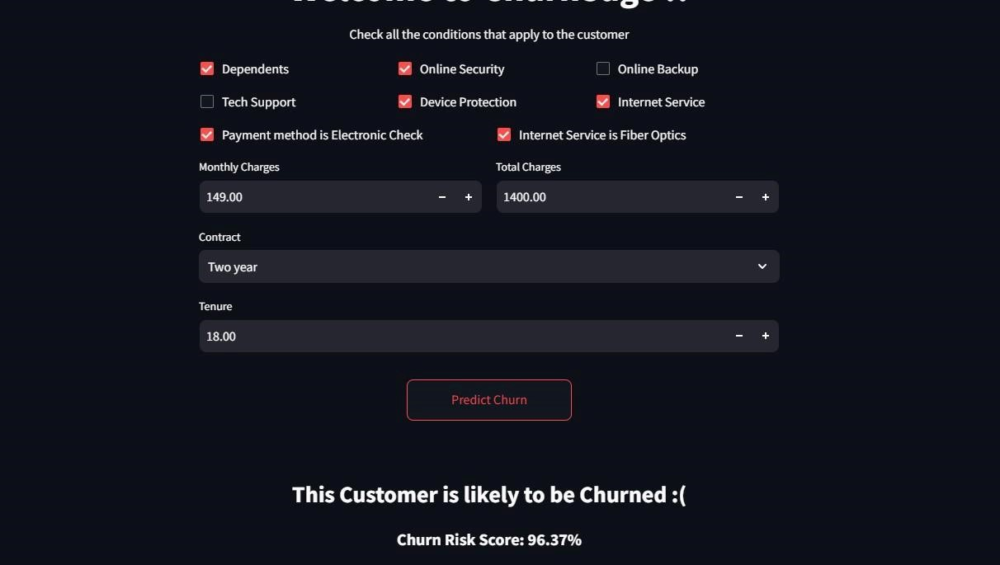 Welcome to
Check all the conditions that apply to the customer
Dependents Online Security Online Backup
Tech Support Device Protection Internet Service
Payment method is Electronic Check Internet Service is Fiber Optics
Monthly Charges Total Charges
149.00 − + 1400.00 − +
Contract
Two year
Tenure
18.00 − +
Predict Churn
This Customer is likely to be Churned :(
Churn Risk Score: 96.37%